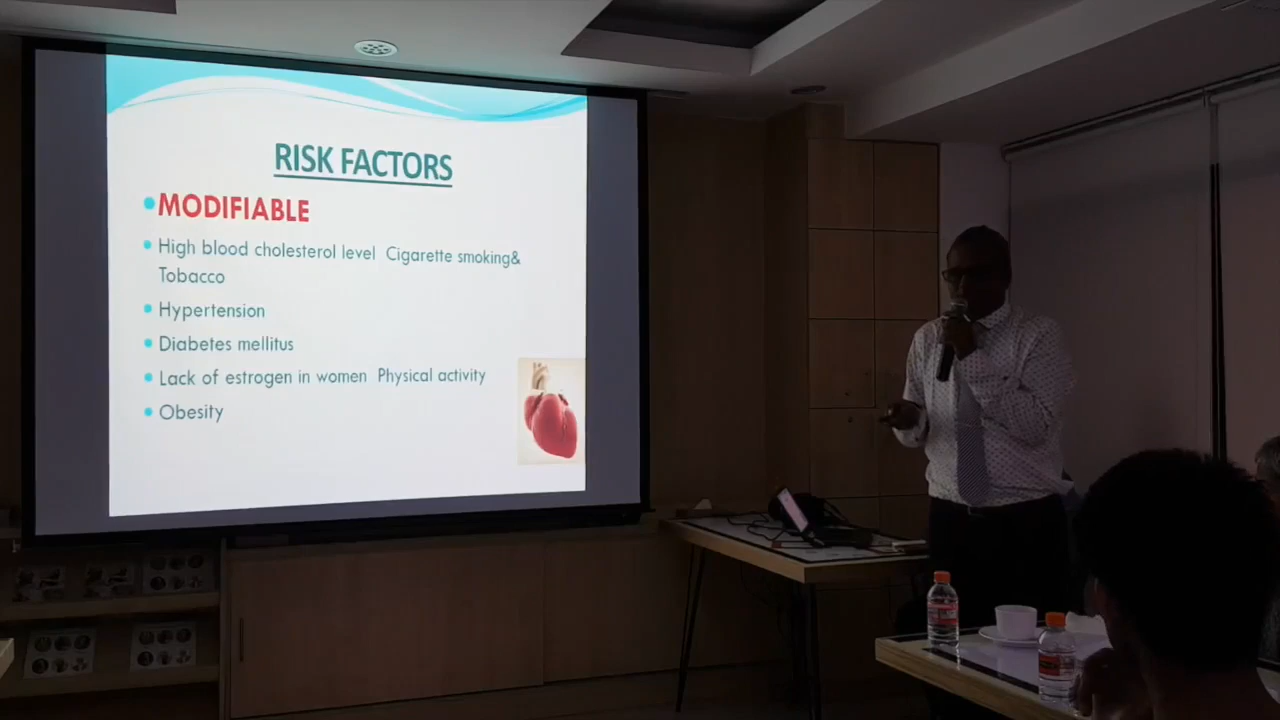 RISK FACTORS
•MODIFIABLE
• High blood cholesterol level Cigarette smoking&
Tobacco
• Hypertension
• Diabetes mellitus
• Lack of estrogen in women Physical activity
• Obesity